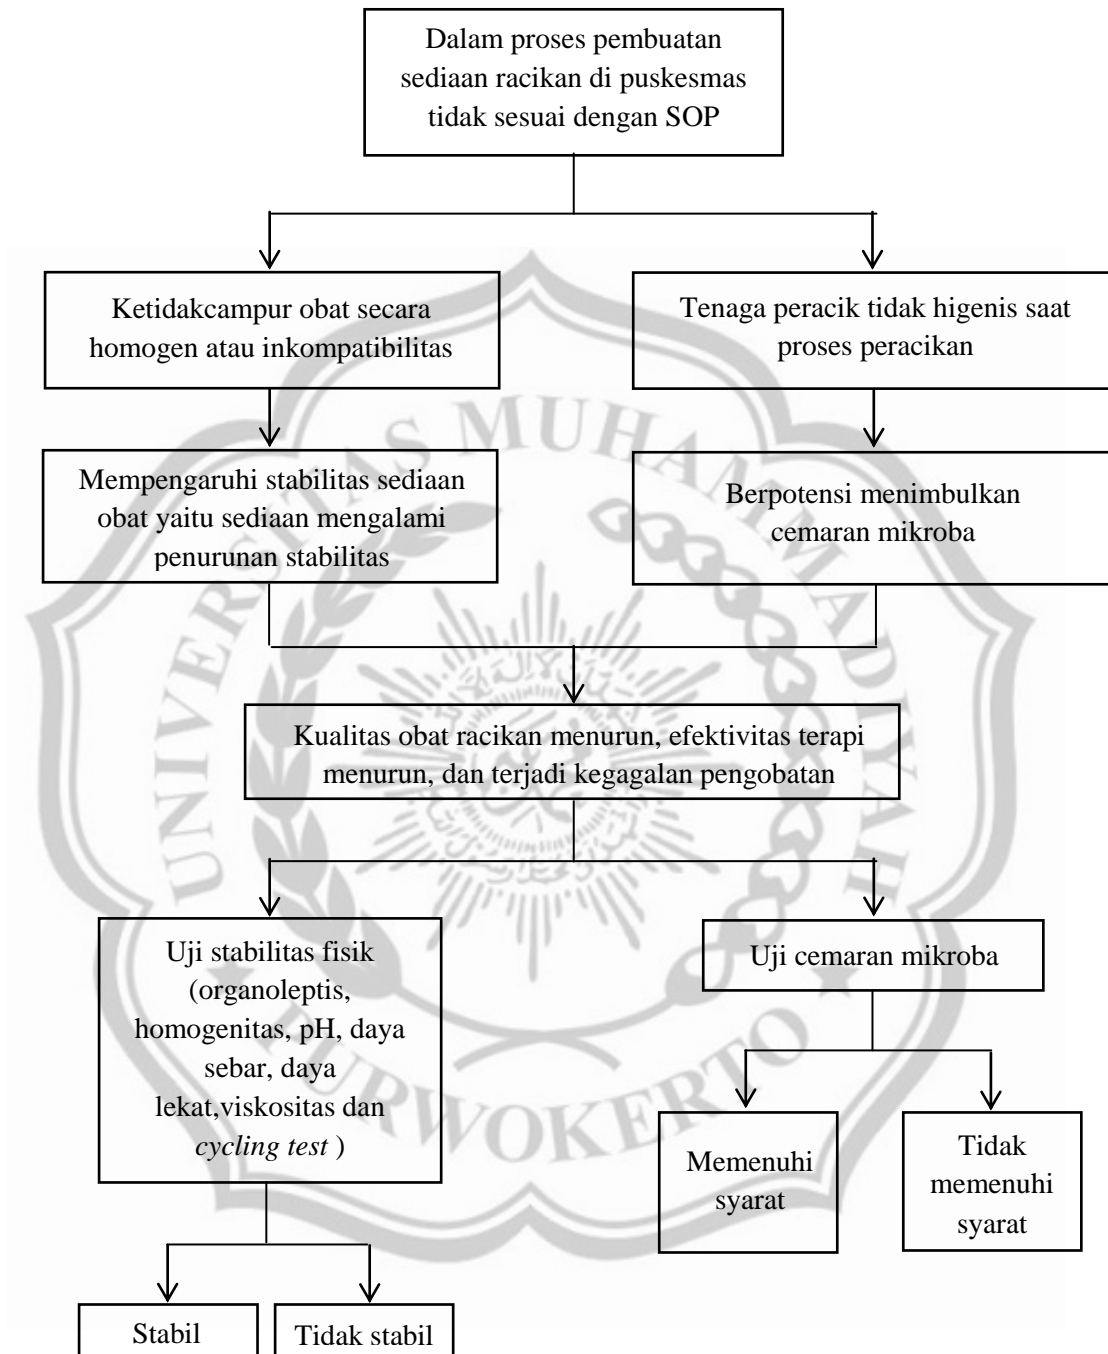 Dalam proses pembuatan
sediaan racikan di puskesmas
tidak sesuai dengan SOP
Ketidakcampur obat secara
homogen atau inkompatibilitas
Tenaga peracik tidak higenis saat
proses peracikan
Mempengaruhi stabilitas sediaan
obat yaitu sediaan mengalami
penurunan stabilitas
Berpotensi menimbulkan
cemaran mikroba
Kualitas obat racikan menurun, efektivitas terapi
menurun, dan terjadi kegagalan pengobatan
Uji stabilitas fisik
(organoleptis,
homogenitas, pH, daya
sebar, daya
lekat,viskositas dan
cycling test )
Uji cemaran mikroba
Memenuhi
syarat
Tidak
memenuhi
syarat
Stabil
Tidak stabil
UNIVERSITAS MUHAMMADIYAH
PURWOKERTO